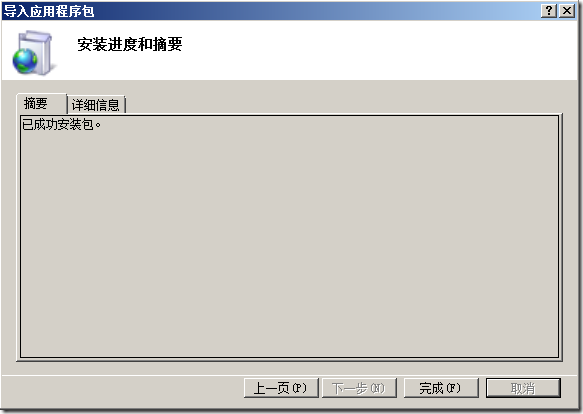 导入应用程序包
安装进度和摘要
摘要 详细信息
已成功安装包。
上一页(P) 下一步(N) 完成(F) 取消